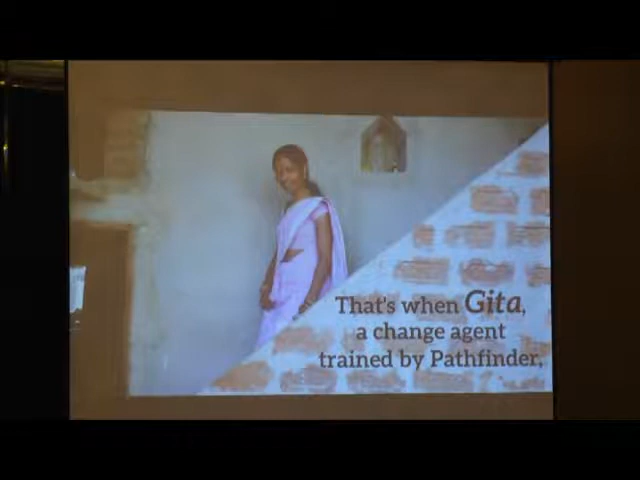 That's when Gita,
a change agent
trained by Pathfinder,